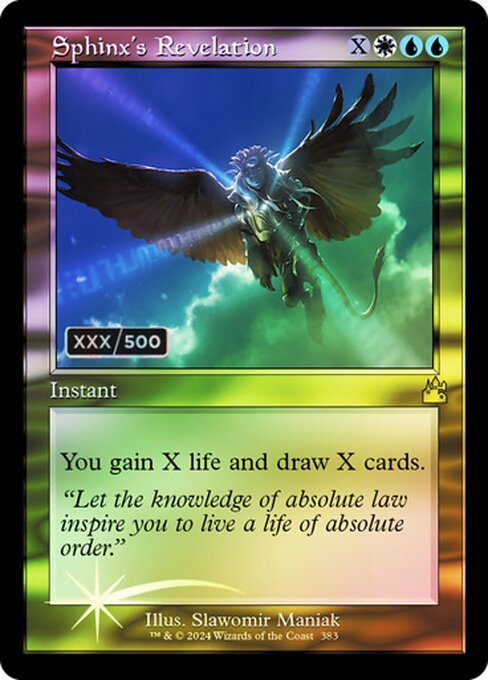 Sphinx's Revelation X
XXX/500
Instant
You gain X life and draw X cards.
“Let the knowledge of absolute law
inspire you to live a life of absolute
order.”
Illus. Slawomir Maniak
™ & © 2024 Wizards of the Coast 383